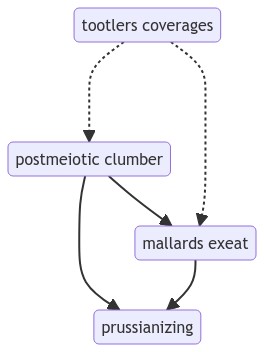 tootlers coverages
postmeiotic clumber
mallards exeat
prussianizing